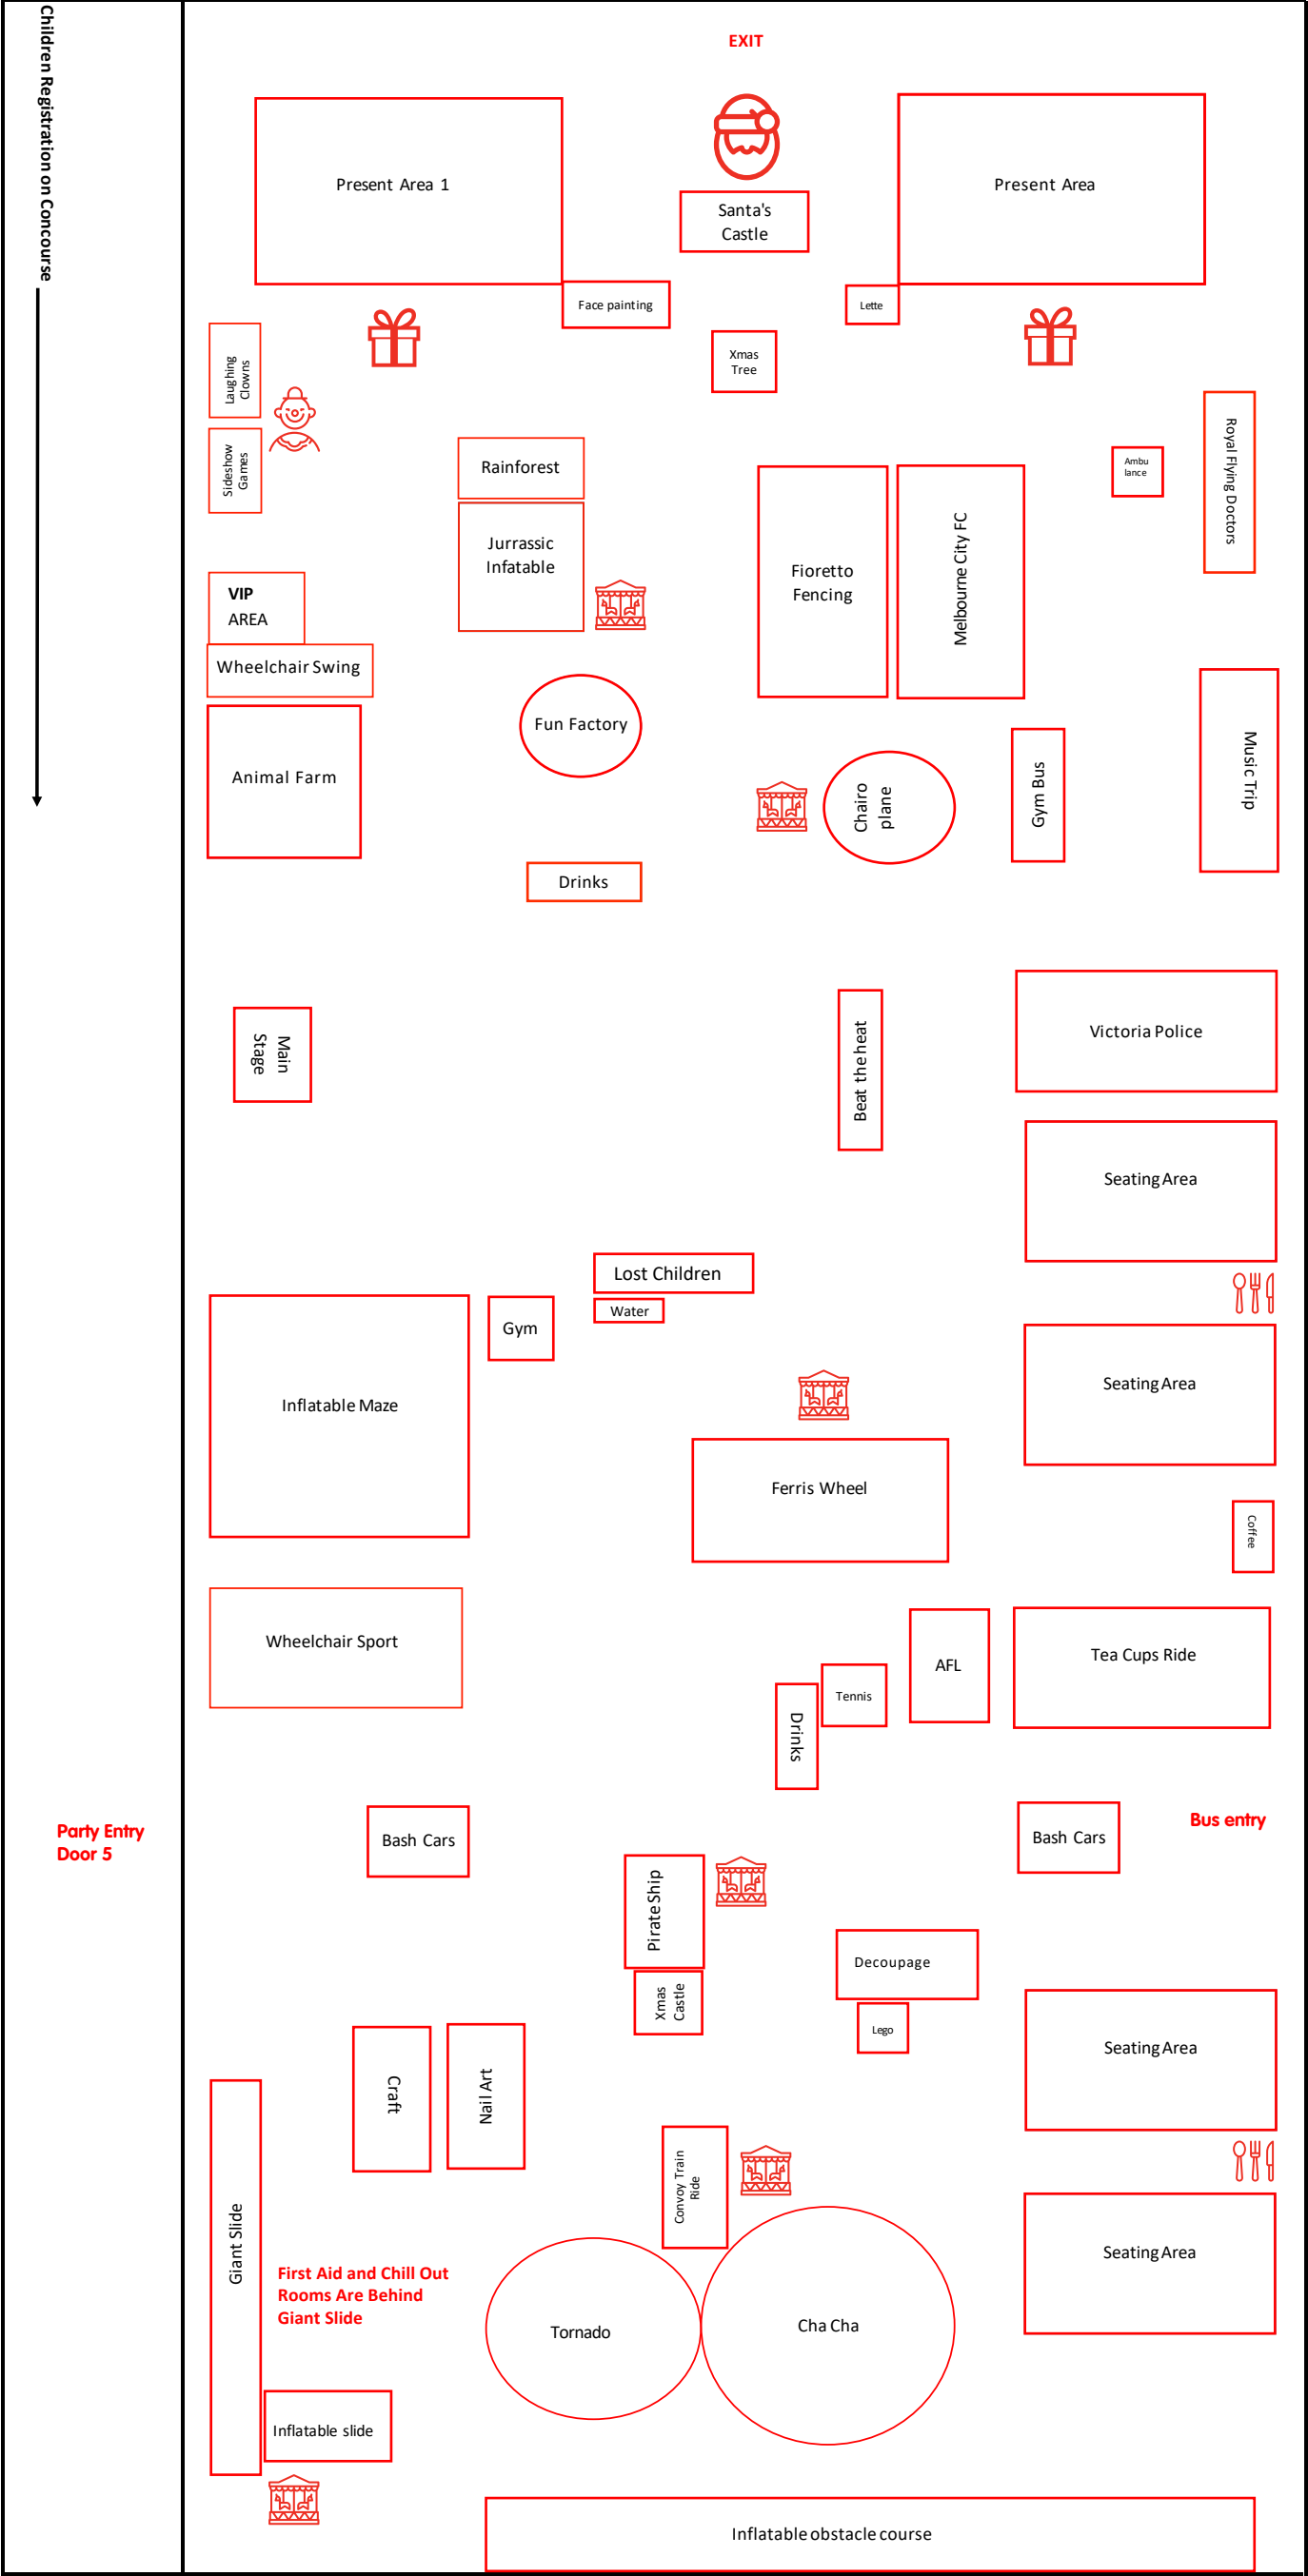 Children Registration on Concourse
EXIT
Present Area 1
Santa's
Castle
Present Area
Face painting
Lette
Xmas
Tree
Laughing
Clowns
Sideshow
Games
Royal Flying Doctors
Ambu
lance
Rainforest
Jurrassic
Infatable
Fioretto
Fencing
Melbourne City FC
VIP
AREA
Wheelchair Swing
Fun Factory
Animal Farm
Chairo
plane
Gym Bus
Music Trip
Drinks
Main
Stage
Beat the heat
Victoria Police
Seating Area
Lost Children
Water
Gym
Inflatable Maze
Seating Area
Ferris Wheel
Coffee
Wheelchair Sport
Tea Cups Ride
AFL
Tennis
Drinks
Party Entry
Door 5
Bash Cars
Bash Cars
Bus entry
Pirate Ship
Decoupage
Xmas
Castle
Lego
Seating Area
Craft
Nail Art
Convoy Train
Ride
Giant Slide
Seating Area
First Aid and Chill Out
Rooms Are Behind
Giant Slide
Tornado
Cha Cha
Inflatable slide
Inflatable obstacle course